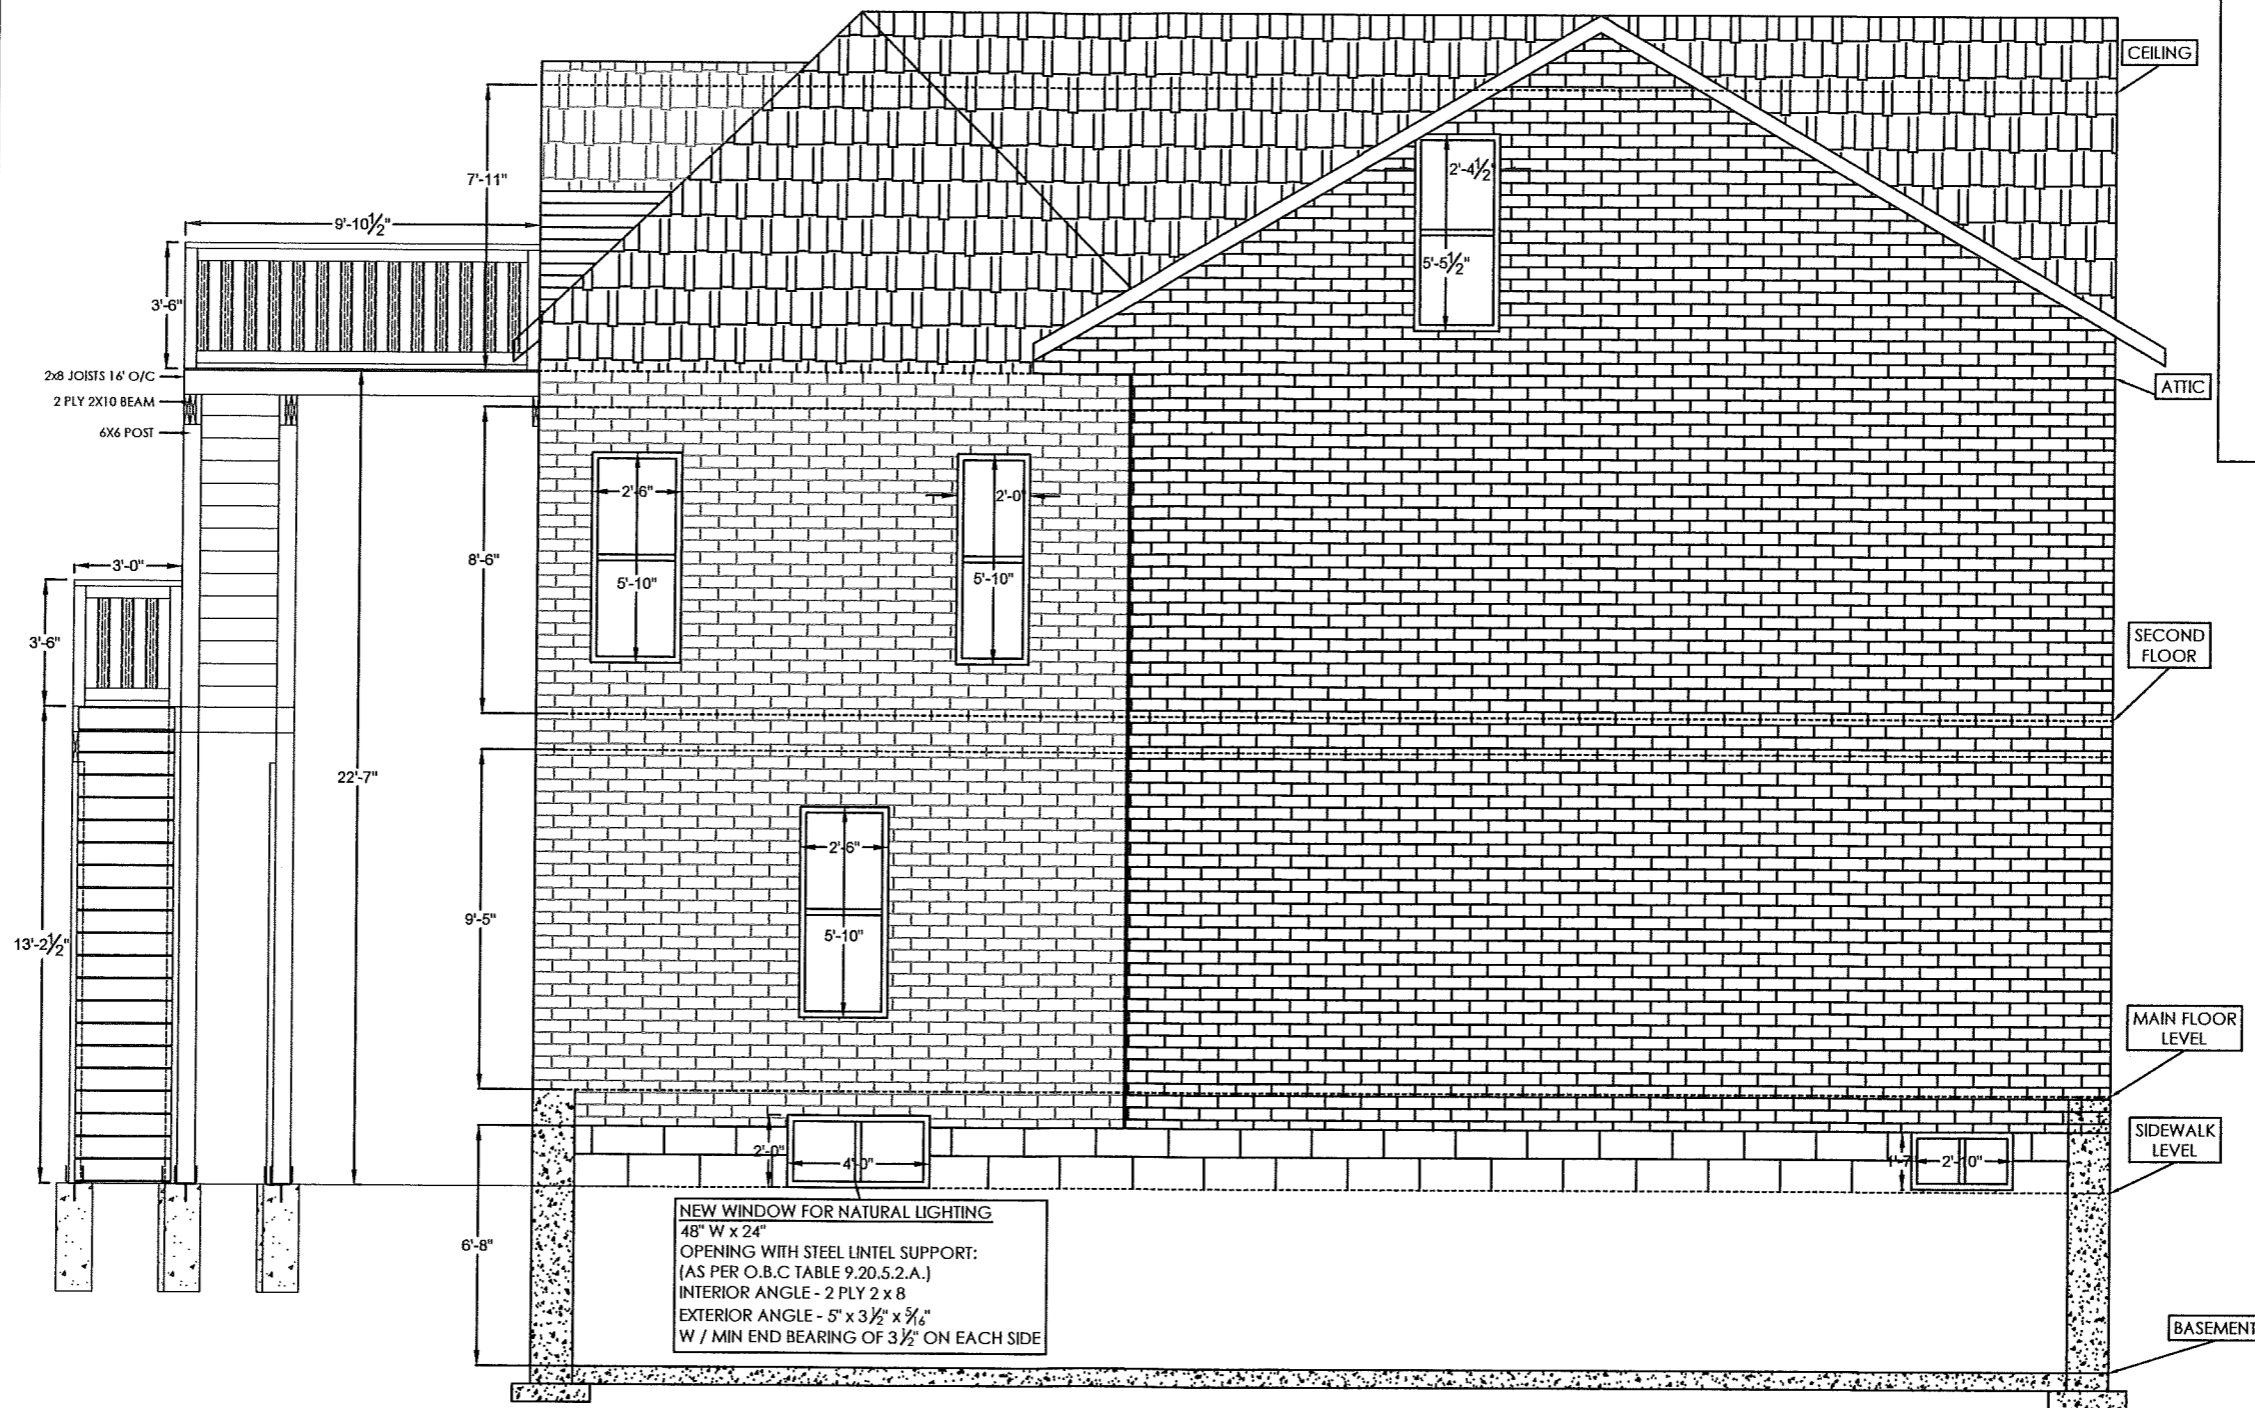 CEILING
2'-4½"
7'-11"
9'-10½"
5'-5½"
3'-6"
2x8 JOISTS 16' O/C
ATTIC
2 PLY 2X10 BEAM
6X6 POST
2'-6"
2'-0"
8'-6"
3'-0"
5'-10"
5'-10"
3'-6"
SECOND
FLOOR
22'-7"
2'-6"
9'-5"
5'-10"
13'-2½"
MAIN FLOOR
LEVEL
SIDEWALK
LEVEL
2'-0"
4'-0"
1'-7"
2'-10"
NEW WINDOW FOR NATURAL LIGHTING
48" W x 24"
OPENING WITH STEEL LINTEL SUPPORT:
(AS PER O.B.C TABLE 9.20.5.2.A.)
INTERIOR ANGLE - 2 PLY 2 x 8
EXTERIOR ANGLE - 5" x 3½" x 5/16"
W / MIN END BEARING OF 3½" ON EACH SIDE
6'-8"
BASEMENT